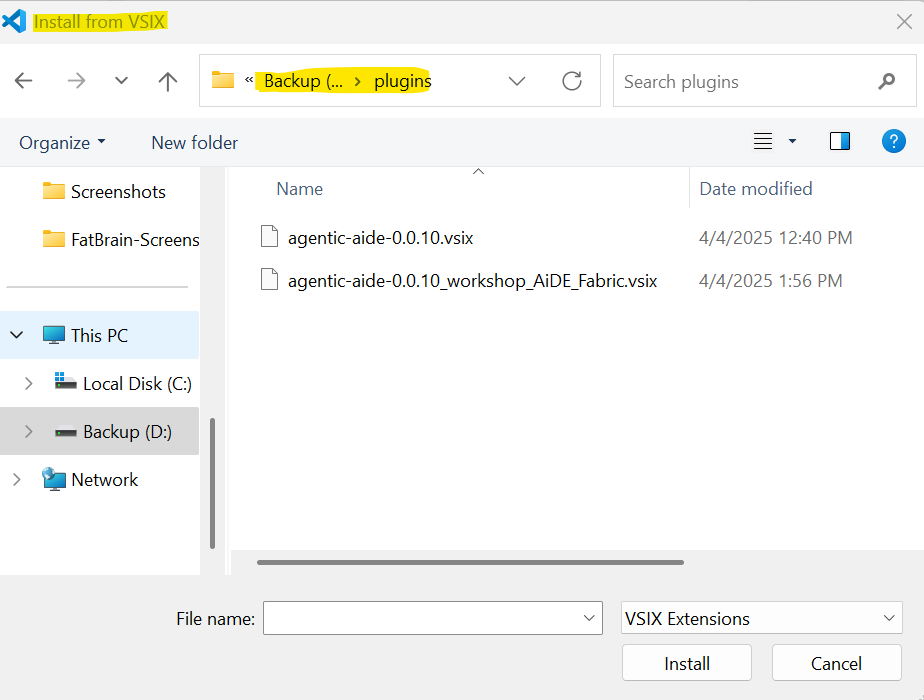 Install from VSIX
« Backup (... > plugins
Search plugins
Organize
New folder
?
Screenshots
FatBrain-Screens
This PC
Local Disk (C:)
Backup (D:)
Network
Name Date modified
agentic-aide-0.0.10.vsix 4/4/2025 12:40 PM
agentic-aide-0.0.10_workshop_AiDE_Fabric.vsix 4/4/2025 1:56 PM
File name:
VSIX Extensions
Install
Cancel